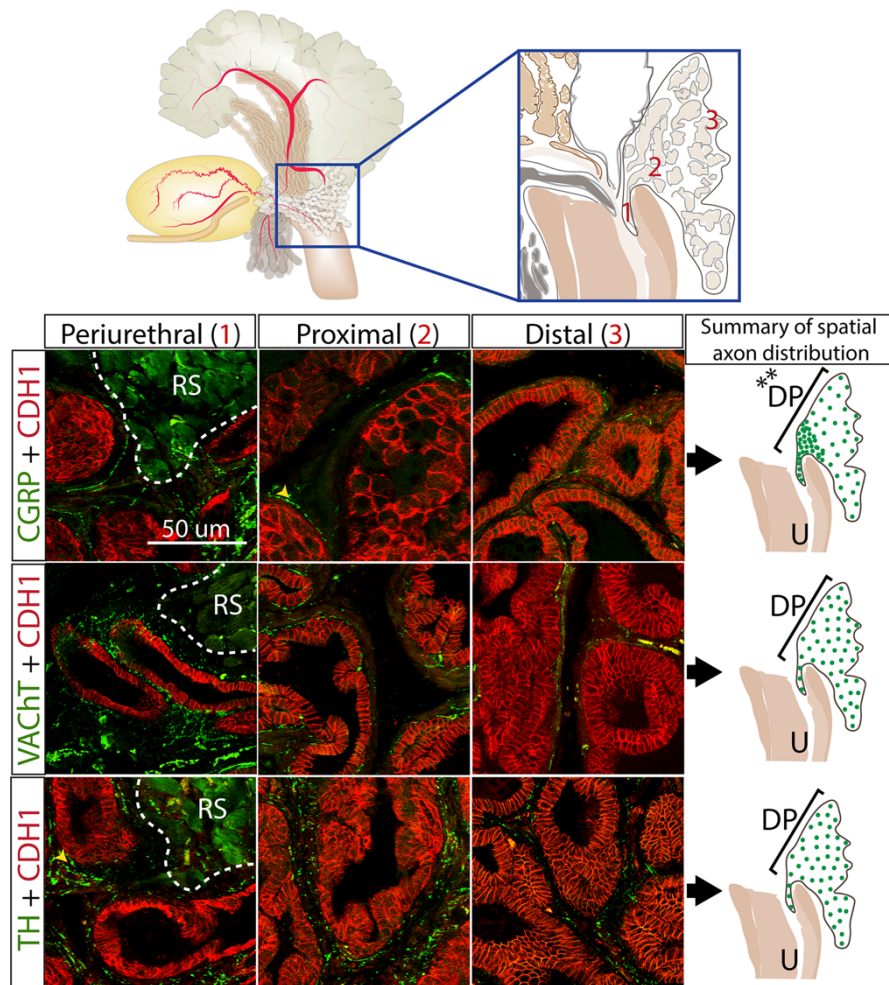 3
2
1
Periurethral (1)
Proximal (2)
Distal (3)
Summary of spatial
axon distribution
CGRP + CDH1
RS
50 um
**
DP
U
VAChT + CDH1
RS
DP
U
TH + CDH1
RS
DP
U